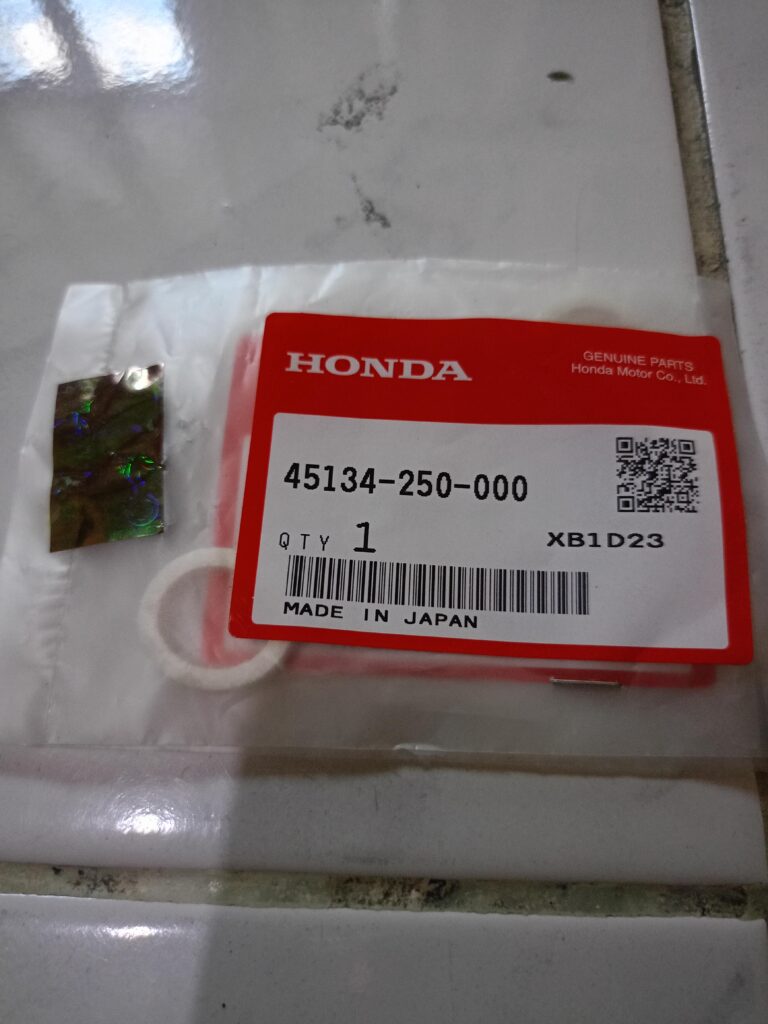 HONDA
GENUINE PARTS
Honda Motor Co., Ltd.
45134-250-000
QTY 1
XB1D23
MADE IN JAPAN